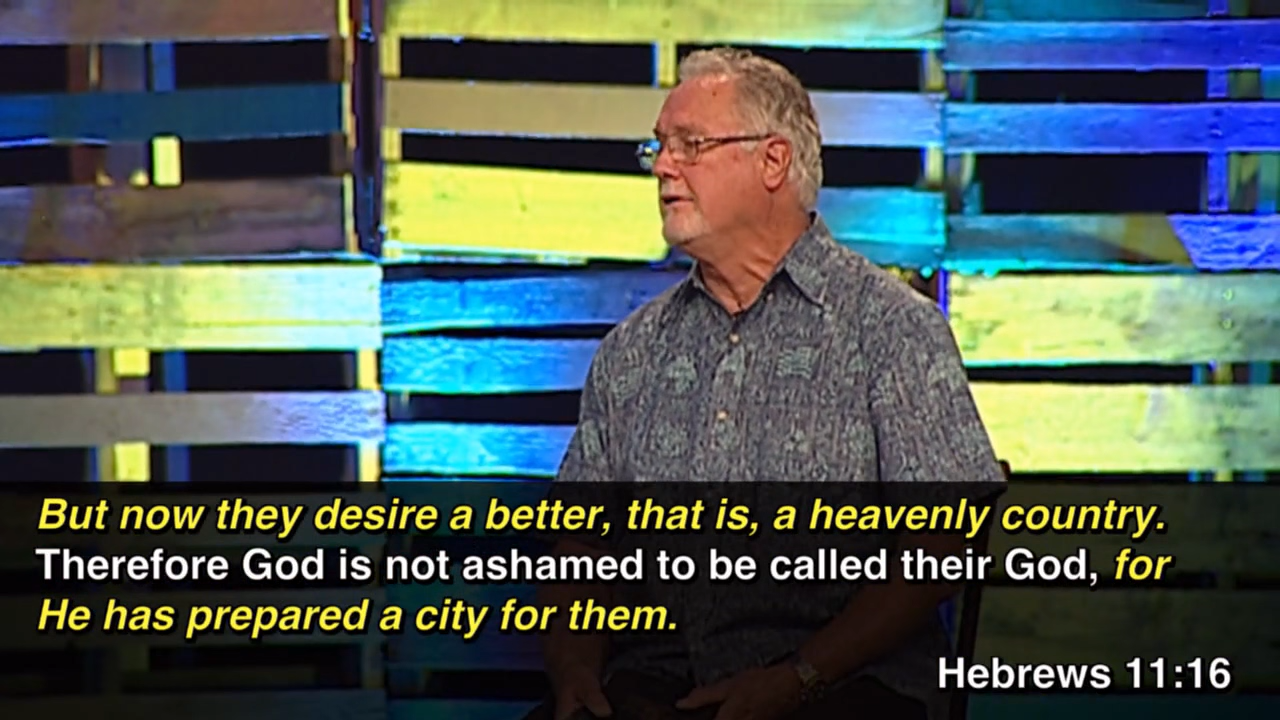 But now they desire a better, that is, a heavenly country.
Therefore God is not ashamed to be called their God, for
He has prepared a city for them.
Hebrews 11:16